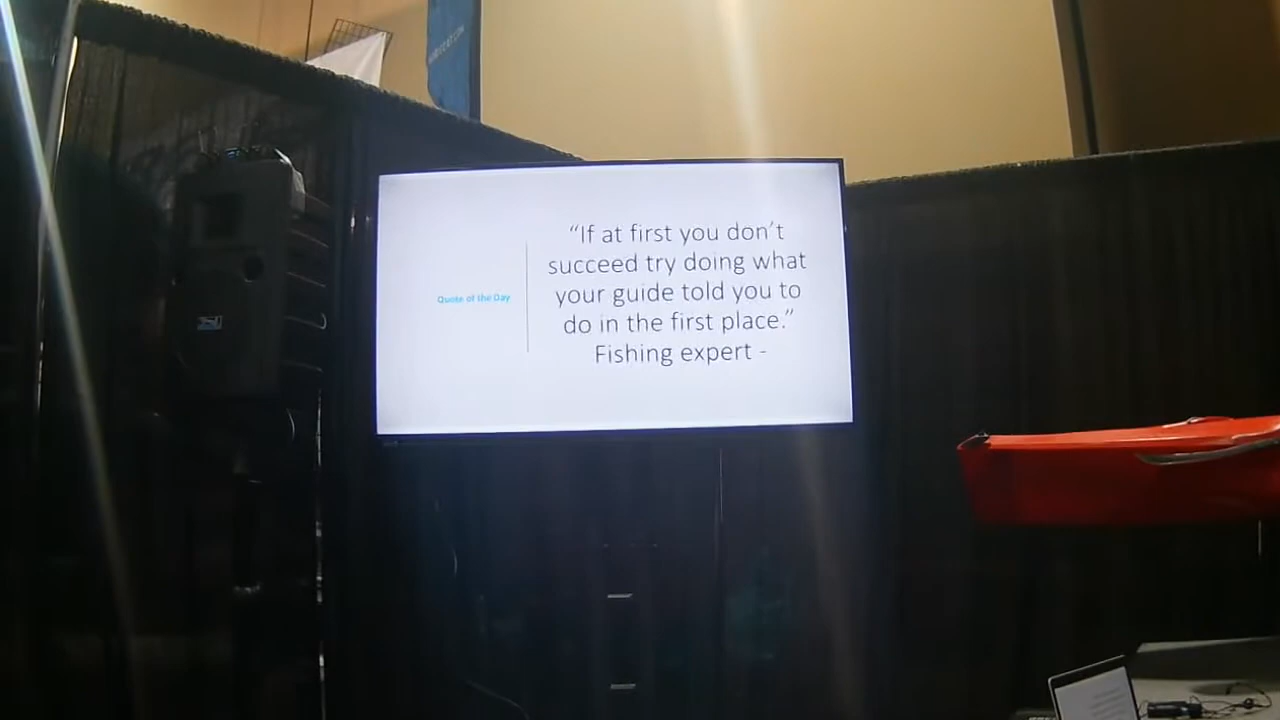 Quote of the Day
“If at first you don’t
succeed try doing what
your guide told you to
do in the first place.”
Fishing expert -